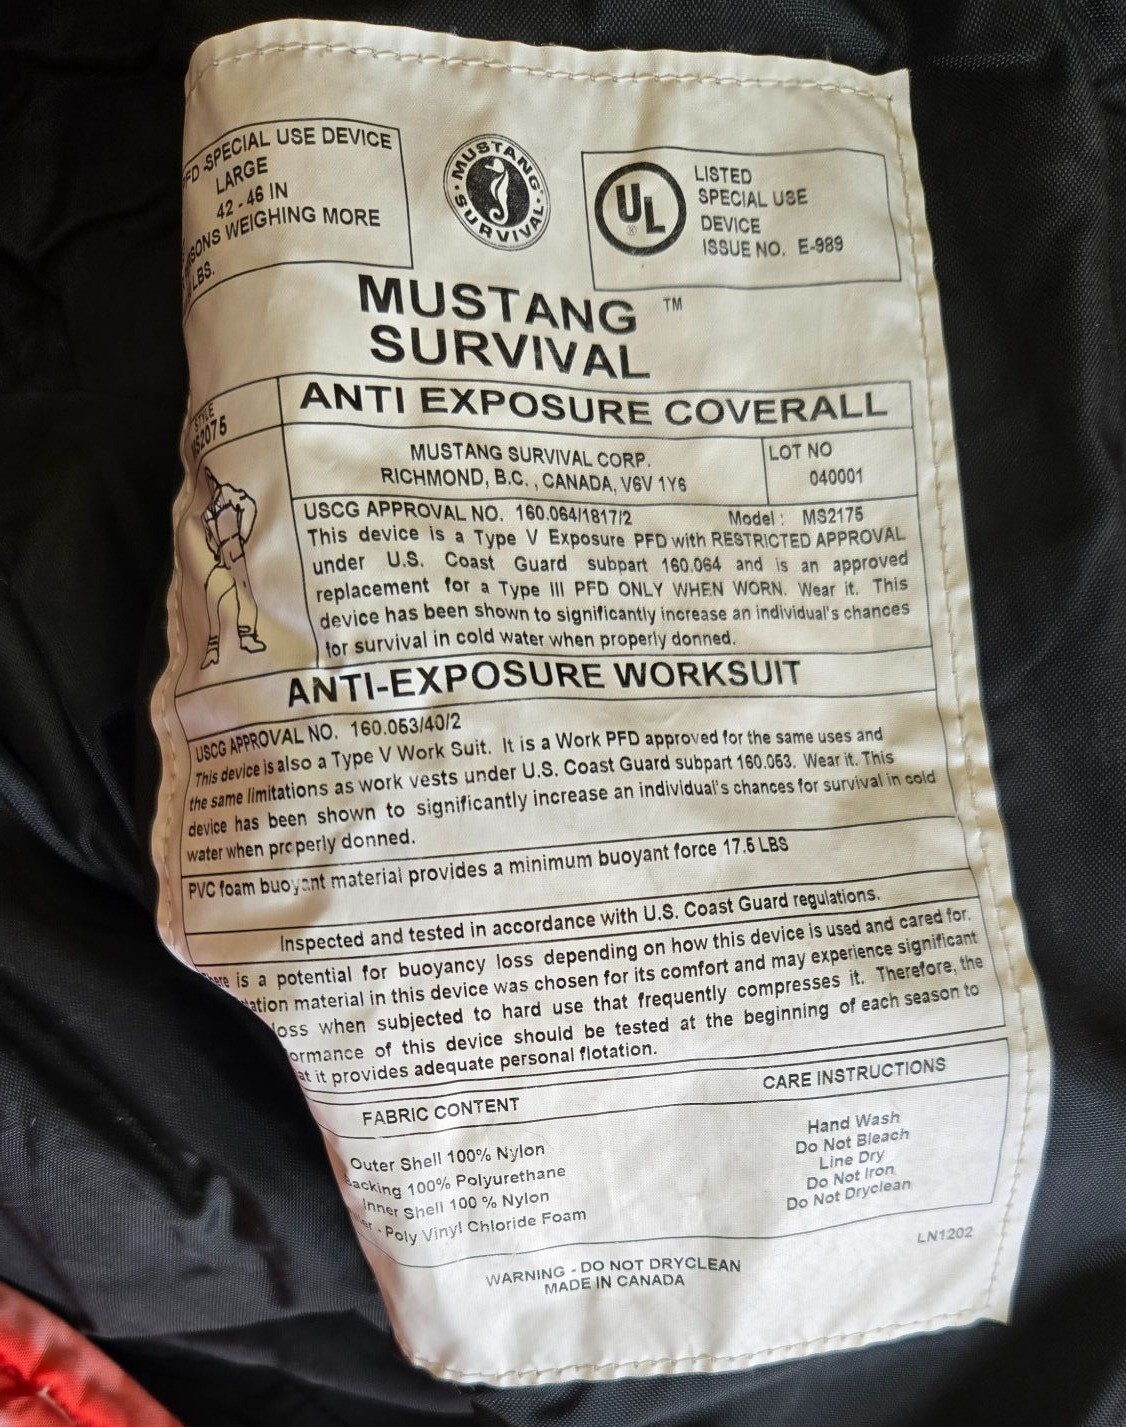 PFD -SPECIAL USE DEVICE
LARGE
42 - 46 IN
WEIGHING MORE
LBS.
MUSTANG SURVIVAL
UL
®
LISTED
SPECIAL USE
DEVICE
ISSUE NO. E-989
MUSTANG ™
SURVIVAL
STYLE
MS2075
ANTI EXPOSURE COVERALL
MUSTANG SURVIVAL CORP.
RICHMOND, B.C. , CANADA, V6V 1Y6
LOT NO
040001
USCG APPROVAL NO. 160.064/1817/2 Model : MS2175
This device is a Type V Exposure PFD with RESTRICTED APPROVAL
under U.S. Coast Guard subpart 160.064 and is an approved
replacement for a Type III PFD ONLY WHEN WORN. Wear it. This
device has been shown to significantly increase an individual's chances
for survival in cold water when properly donned.
ANTI-EXPOSURE WORKSUIT
USCG APPROVAL NO. 160.053/40/2
This device is also a Type V Work Suit. It is a Work PFD approved for the same uses and
the same limitations as work vests under U.S. Coast Guard subpart 160.053. Wear it. This
device has been shown to significantly increase an individual's chances for survival in cold
water when properly donned.
PVC foam buoyant material provides a minimum buoyant force 17.5 LBS
Inspected and tested in accordance with U.S. Coast Guard regulations.
is a potential for buoyancy loss depending on how this device is used and cared for.
material in this device was chosen for its comfort and may experience significant
loss when subjected to hard use that frequently compresses it. Therefore, the
of this device should be tested at the beginning of each season to
it provides adequate personal flotation.
FABRIC CONTENT
Outer Shell 100% Nylon
Backing 100% Polyurethane
Inner Shell 100 % Nylon
- Poly Vinyl Chloride Foam
CARE INSTRUCTIONS
Hand Wash
Do Not Bleach
Line Dry
Do Not Iron
Do Not Dryclean
LN1202
WARNING - DO NOT DRYCLEAN
MADE IN CANADA